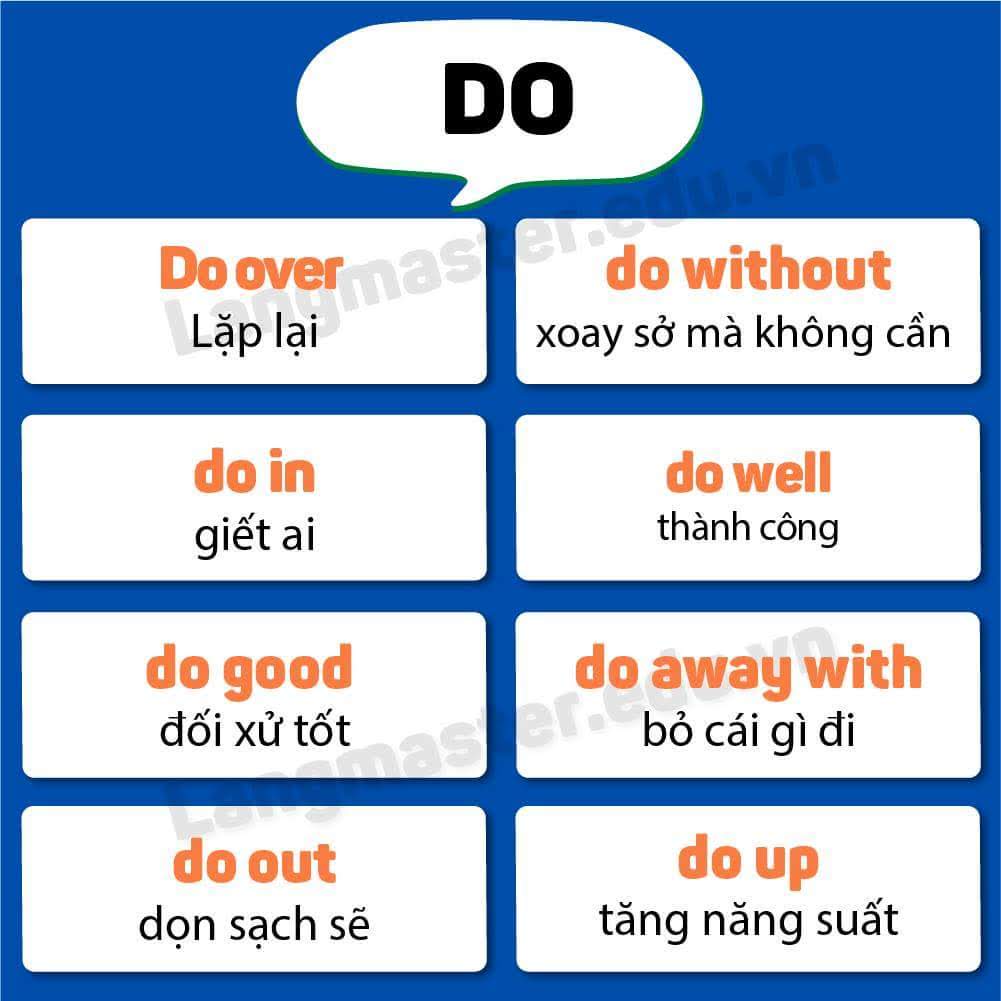 DO
Do over
Lặp lại
do without
xoay sở mà không cần
do in
giết ai
do well
thành công
do good
đối xử tốt
do away with
bỏ cái gì đi
do out
dọn sạch sẽ
do up
tăng năng suất
Langmaster.edu.vn
Langmaster.edu.vn